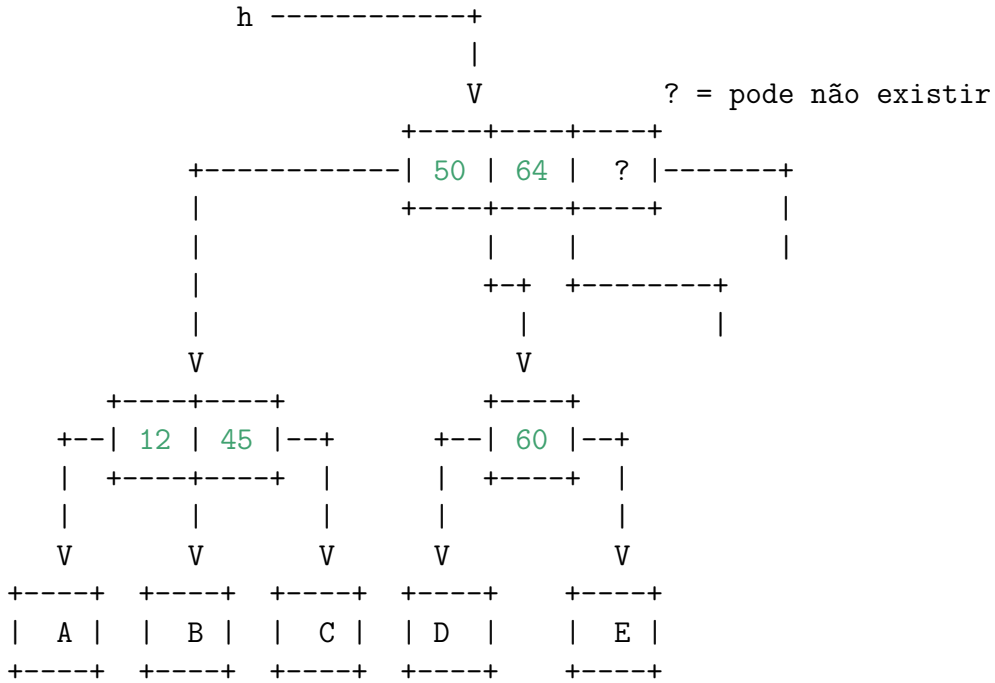 h ------------+
|
V ? = pode não existir
+----+----+----+
+------------| 50 | 64 | ? |-------+
| +----+----+----+ |
| | | |
| +-+ +---------+
| | |
V V
+----+----+ +----+
+--| 12 | 45 |--+ +--| 60 |--+
| +----+----+ | | +----+ |
| | | | |
V V V V V
+----+ +----+ +----+ +----+ +----+
| A | | B | | C | | D | | E |
+----+ +----+ +----+ +----+ +----+